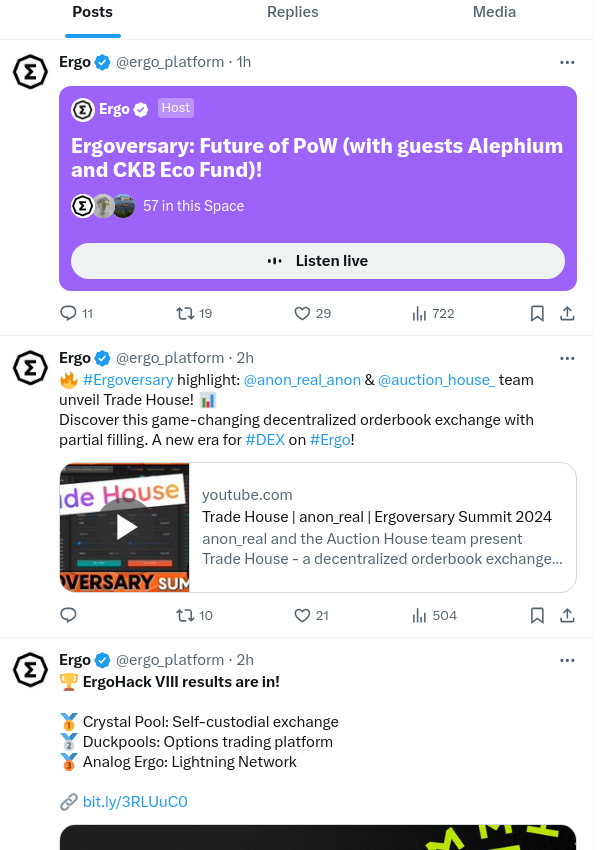 Posts Replies Media
Ergo @ergo_platform · 1h
Ergo Host
Ergoversary: Future of PoW (with guests Alephium
and CKB Eco Fund)!
57 in this Space
Listen live
11 19 29 722
Ergo @ergo_platform · 2h
🔥 #Ergoversary highlight: @anon_real_anon & @auction_house_ team
unveil Trade House! 📊
Discover this game-changing decentralized orderbook exchange with
partial filling. A new era for #DEX on #Ergo!
ade House
OVERSARY SUM
youtube.com
Trade House | anon_real | Ergoversary Summit 2024
anon_real and the Auction House team present
Trade House - a decentralized orderbook exchange...
10 21 504
Ergo @ergo_platform · 2h
🏆 ErgoHack VIII results are in!
🥇 Crystal Pool: Self-custodial exchange
🥈 Duckpools: Options trading platform
🥉 Analog Ergo: Lightning Network
🔗 bit.ly/3RLUuC0